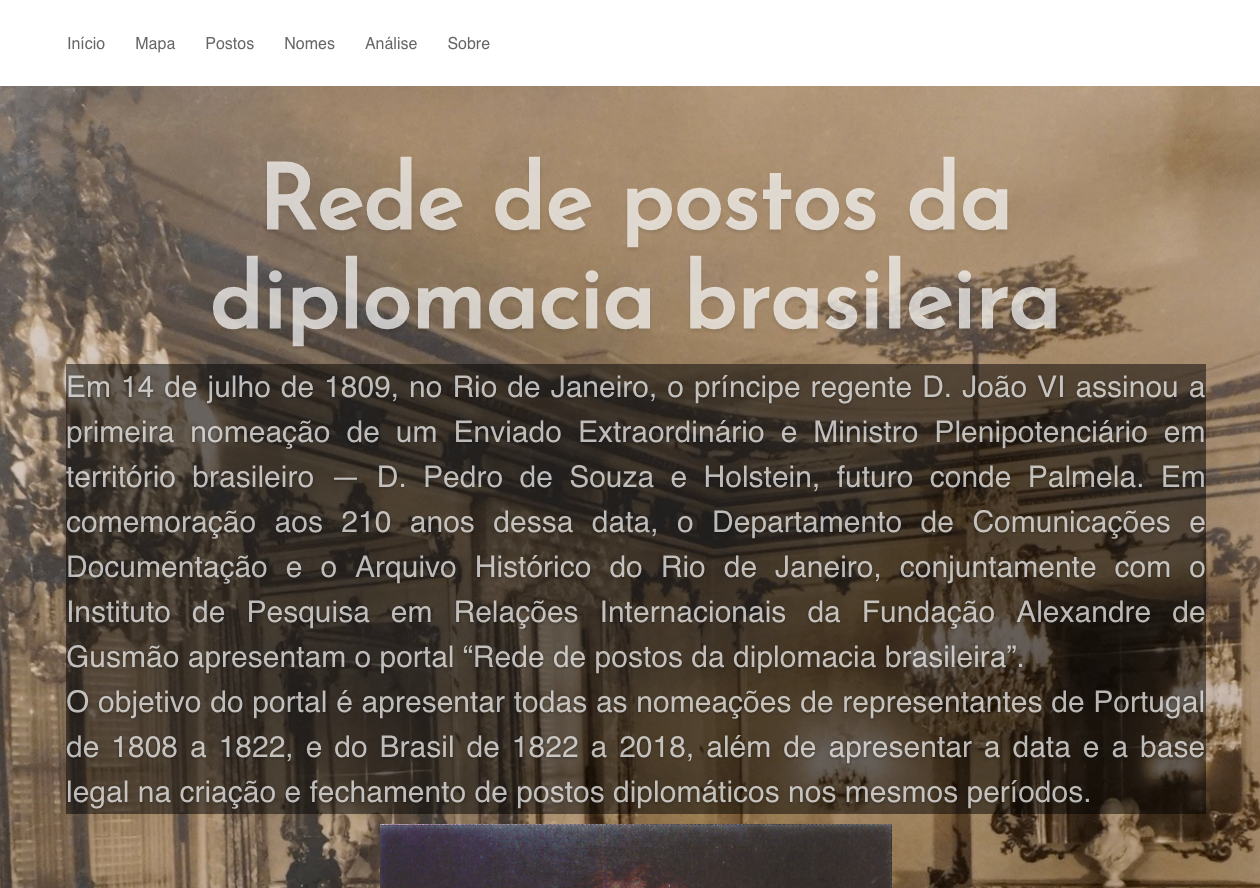 Início Mapa Postos Nomes Análise Sobre
Rede de postos da
diplomacia brasileira
Em 14 de julho de 1809, no Rio de Janeiro, o príncipe regente D. João VI assinou a
primeira nomeação de um Enviado Extraordinário e Ministro Plenipotenciário em
território brasileiro — D. Pedro de Souza e Holstein, futuro conde Palmela. Em
comemoração aos 210 anos dessa data, o Departamento de Comunicações e
Documentação e o Arquivo Histórico do Rio de Janeiro, conjuntamente com o
Instituto de Pesquisa em Relações Internacionais da Fundação Alexandre de
Gusmão apresentam o portal “Rede de postos da diplomacia brasileira”.
O objetivo do portal é apresentar todas as nomeações de representantes de Portugal
de 1808 a 1822, e do Brasil de 1822 a 2018, além de apresentar a data e a base
legal na criação e fechamento de postos diplomáticos nos mesmos períodos.